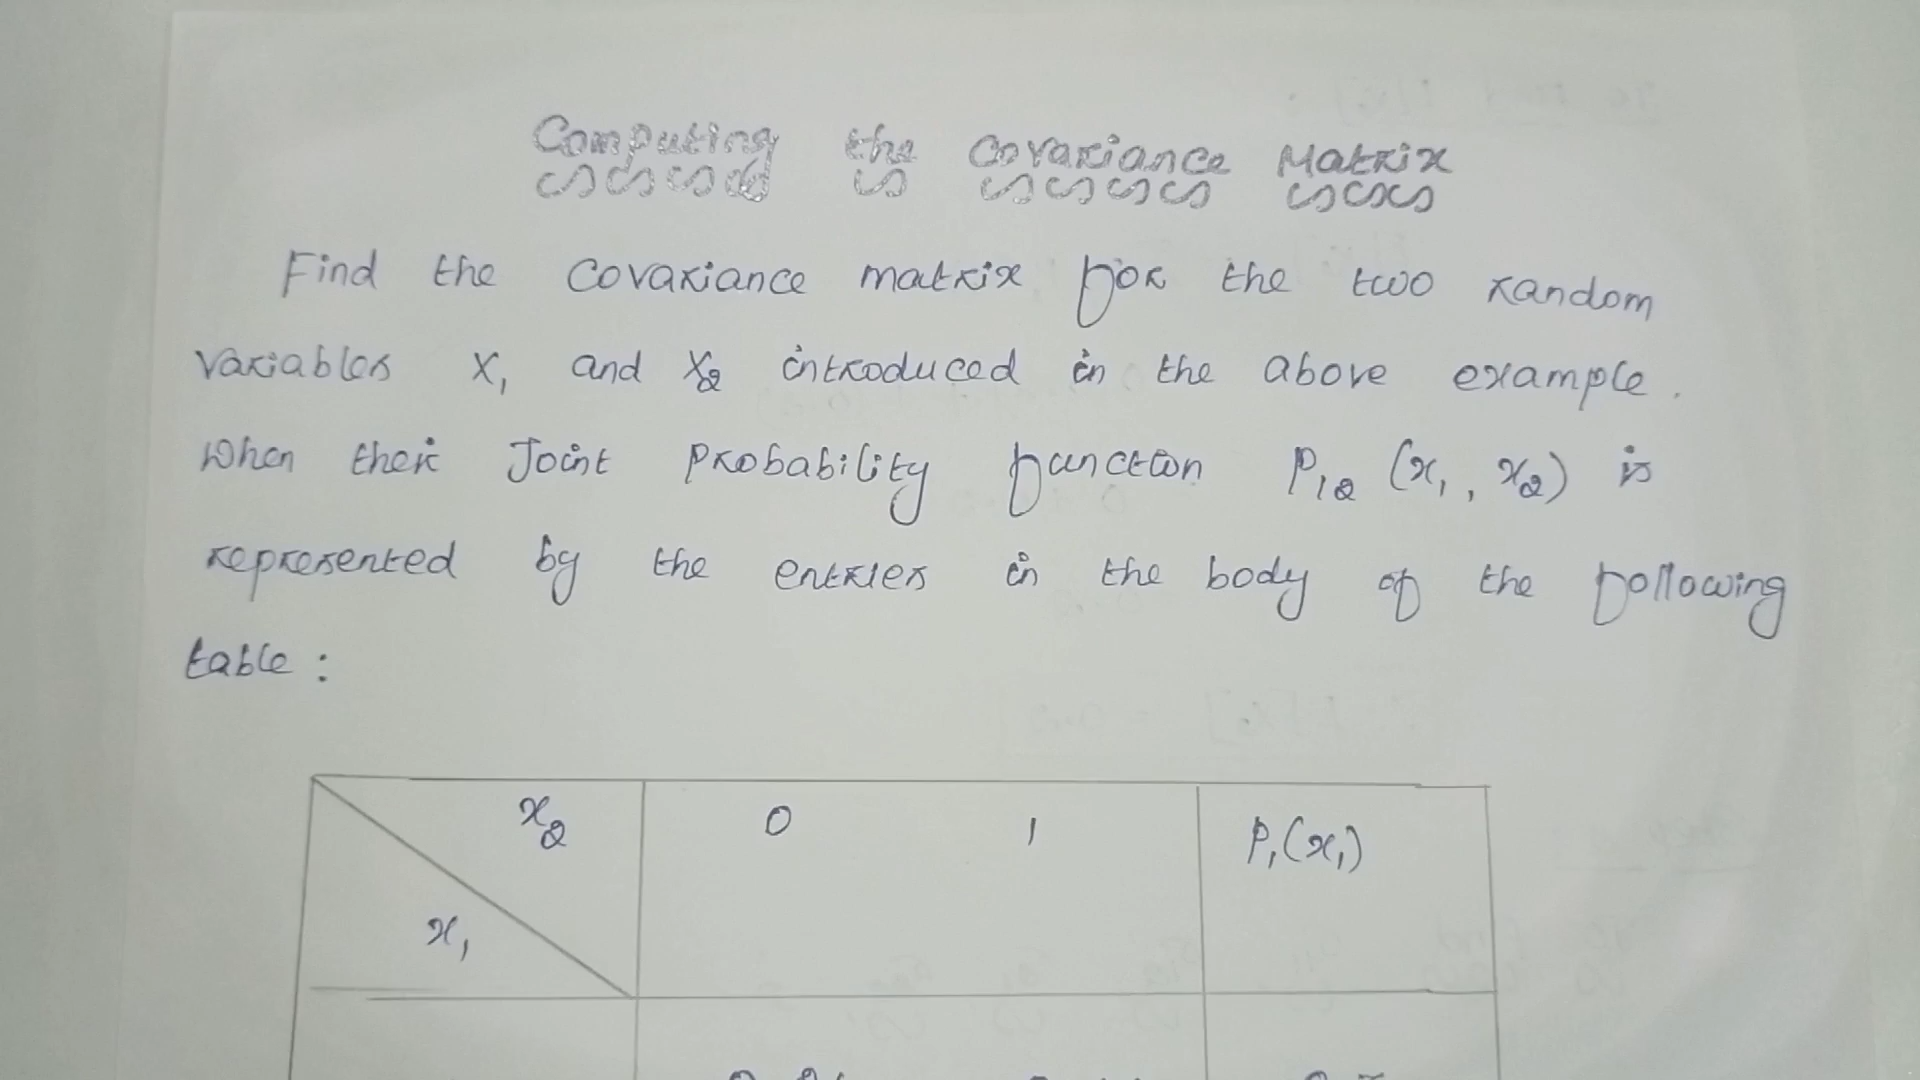 Computing the Covariance Matrix
Find the covariance matrix for the two random
variables X₁ and X₂ introduced in the above example.
When their Joint Probability function P₁₂ (x₁, x₂) is
represented by the entries in the body of the following
table :
x₂ 0 1 P₁(x₁)
x₁